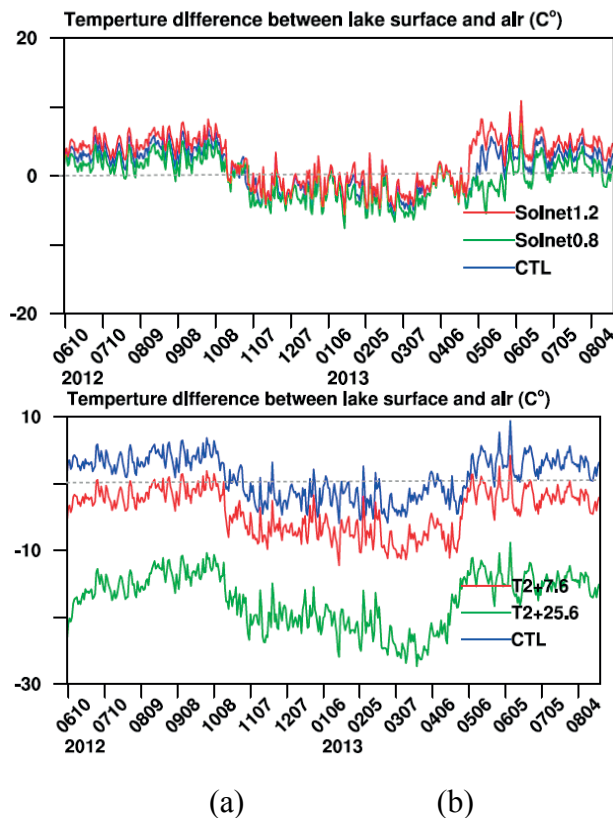 Temperture difference between lake surface and air (C°)
20
0
-20
Solnet1.2
Solnet0.8
CTL
0610 0710 0809 0908 1008 1107 1207 0106 0205 0307 0406 0506 0605 0705 0804
2012 2013
Temperture difference between lake surface and air (C°)
10
-10
-30
T2+7.6
T2+25.6
CTL
0610 0710 0809 0908 1008 1107 1207 0106 0205 0307 0406 0506 0605 0705 0804
2012 2013
(a) (b)